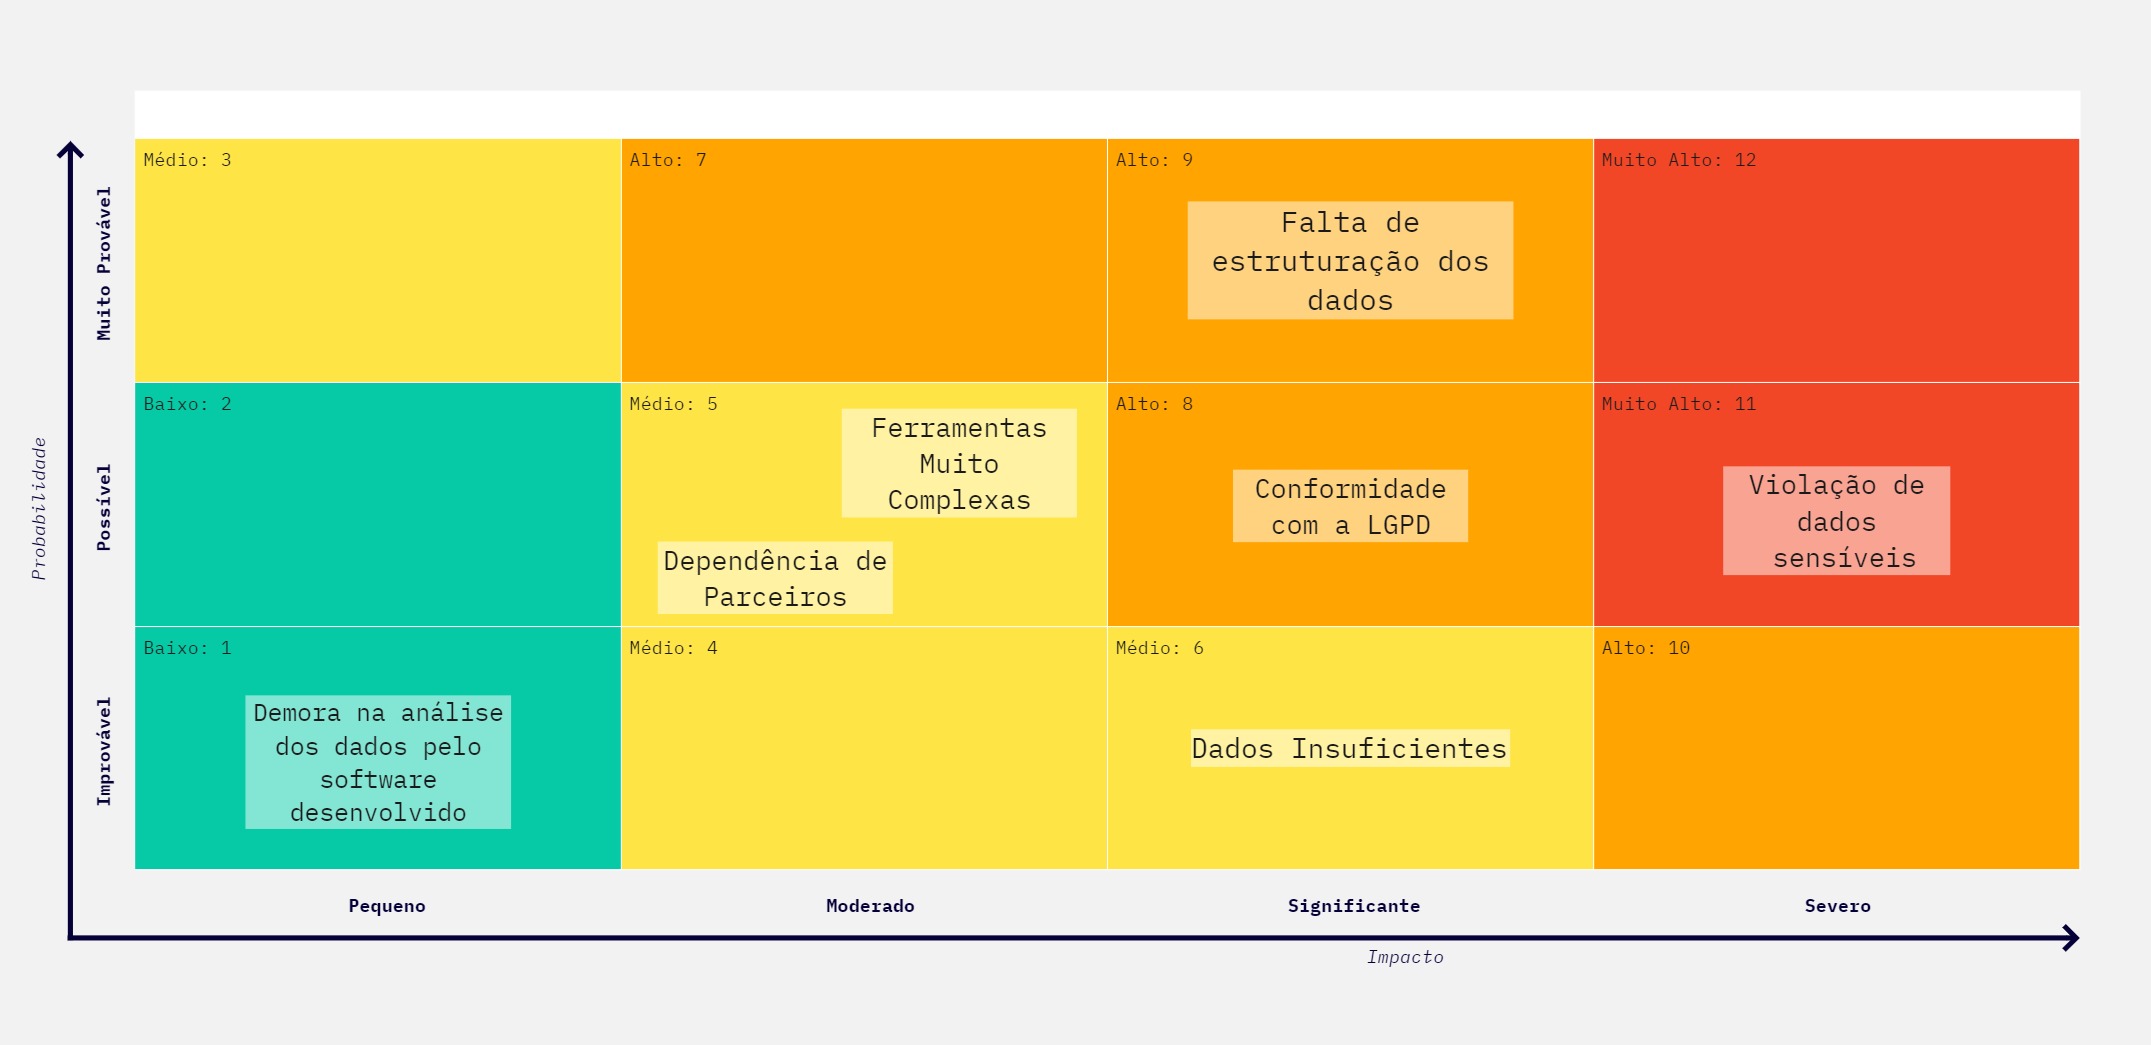 Probabilidade
Muito Provável
Médio: 3
Alto: 7
Alto: 9
Falta de
estruturação dos
dados
Muito Alto: 12
Possível
Baixo: 2
Médio: 5
Ferramentas
Muito
Complexas
Dependência de
Parceiros
Alto: 8
Conformidade
com a LGPD
Muito Alto: 11
Violação de
dados
sensíveis
Improvável
Baixo: 1
Demora na análise
dos dados pelo
software
desenvolvido
Médio: 4
Médio: 6
Dados Insuficientes
Alto: 10
Pequeno
Moderado
Significante
Severo
Impacto